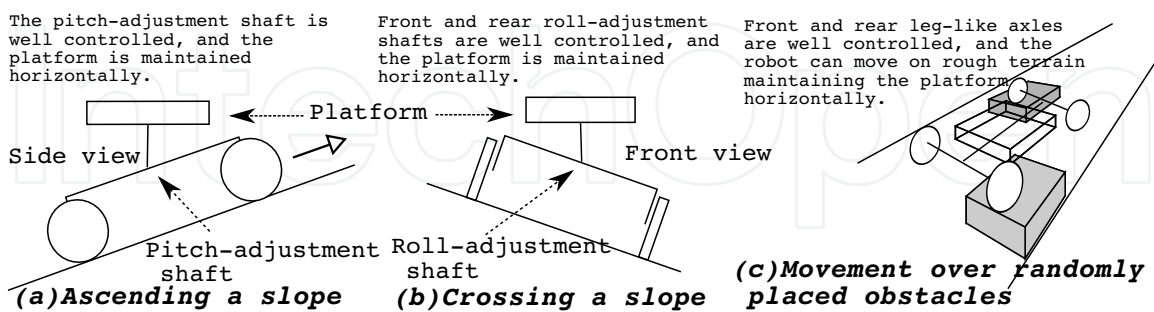 The pitch-adjustment shaft is
well controlled, and the
platform is maintained
horizontally.
Side view
Pitch-adjustment
shaft
(a)Ascending a slope
Platform
Front and rear roll-adjustment
shafts are well controlled, and
the platform is maintained
horizontally.
Front view
Roll-adjustment
shaft
(b)Crossing a slope
Front and rear leg-like axles
are well controlled, and the
robot can move on rough terrain
maintaining the platform
horizontally.
(c)Movement over randomly
placed obstacles
IntechOpen